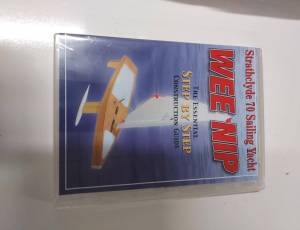 Strathclyde 70 Sailing Yacht
WEE NIP
THE ESSENTIAL
STEP BY STEP
CONSTRUCTION GUIDE